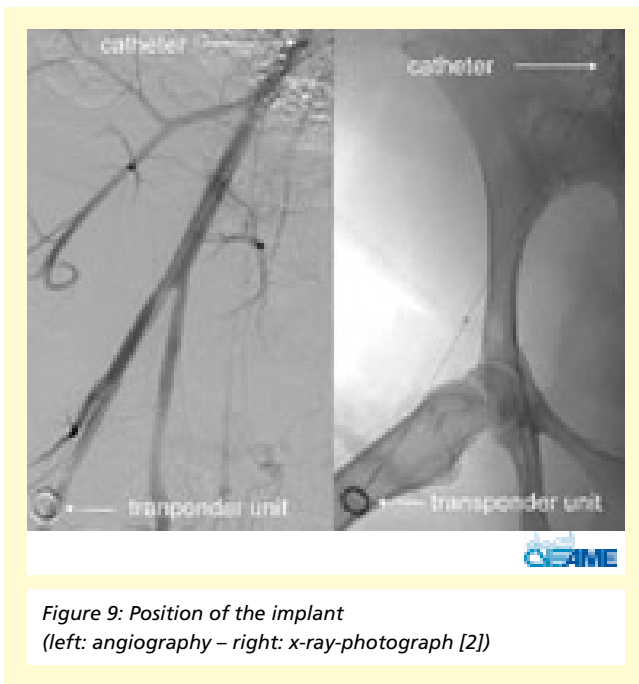 catheter
catheter
tranponder unit
transponder unit
Figure 9: Position of the implant
(left: angiography – right: x-ray-photograph [2])